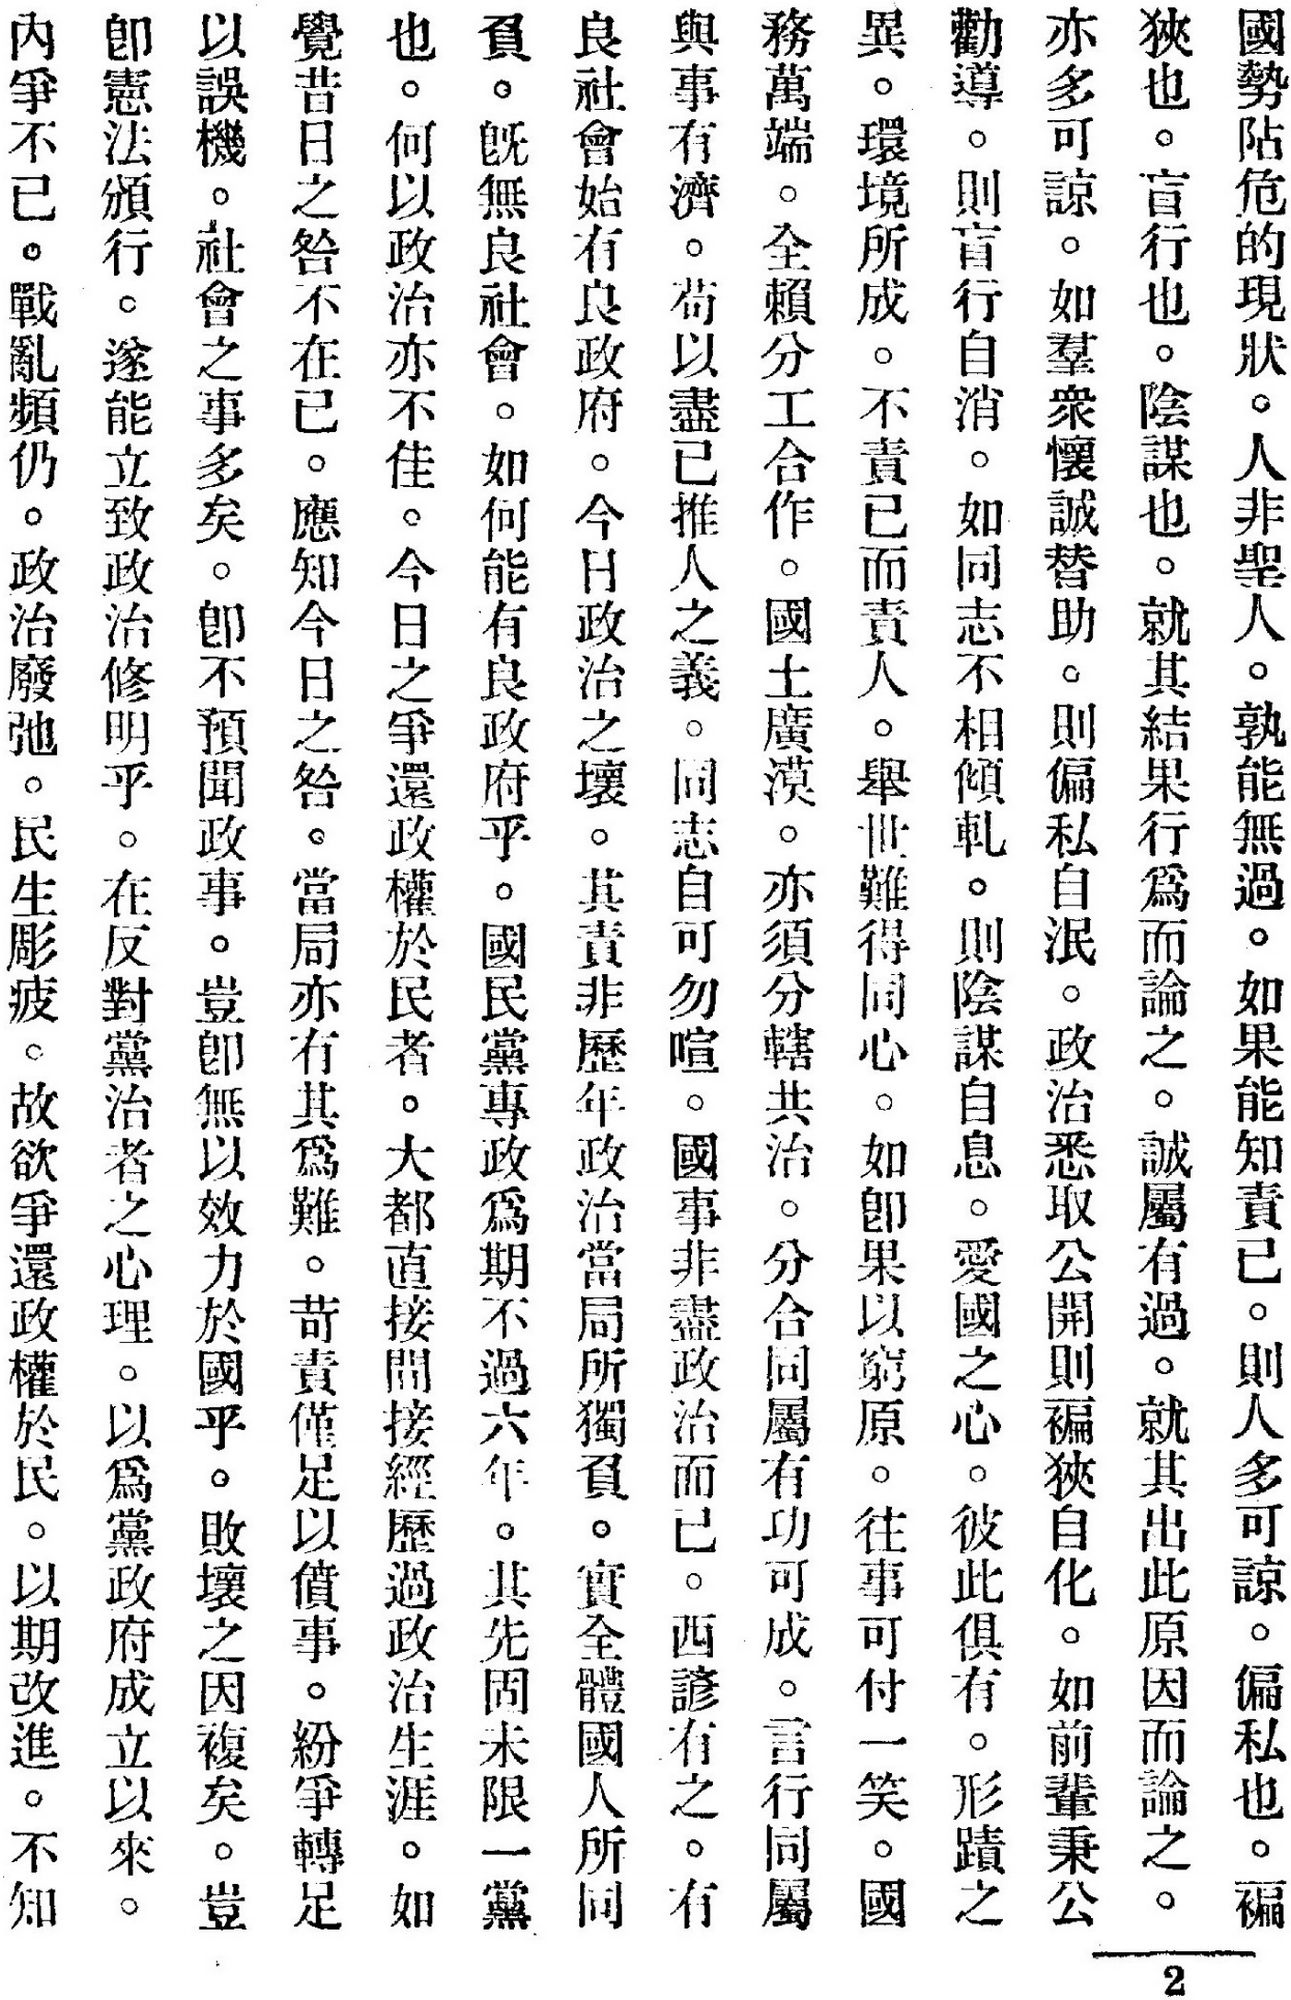 國勢阽危的現狀。人非聖人。孰能無過。如果能知責己。則人多可諒。偏私也。褊
狹也。盲行也。陰謀也。就其結果行爲而論之。誠屬有過。就其出此原因而論之。
亦多可諒。如羣衆懷誠替助。則偏私自泯。政治悉取公開則褊狹自化。如前輩秉公
勸導。則盲行自消。如同志不相傾軋。則陰謀自息。愛國之心。彼此俱有。形蹟之
異。環境所成。不責己而責人。舉世難得同心。如卽果以窮原。往事可付一笑。國
務萬端。全賴分工合作。國土廣漠。亦須分轄共治。分合同屬有功可成。言行同屬
與事有濟。苟以盡己推人之義。同志自可勿喧。國事非盡政治而已。西諺有之。有
良社會始有良政府。今日政治之壞。其責非歷年政治當局所獨負。實全體國人所同
負。旣無良社會。如何能有良政府乎。國民黨專政爲期不過六年。其先固未限一黨
也。何以政治亦不佳。今日之爭還政權於民者。大都直接間接經歷過政治生涯。如
覺昔日之咎不在已。應知今日之咎。當局亦有其爲難。苛責僅足以僨事。紛爭轉足
以誤機。社會之事多矣。卽不預聞政事。豈卽無以效力於國乎。敗壞之因複矣。豈
卽憲法頒行。遂能立致政治修明乎。在反對黨治者之心理。以爲黨政府成立以來。
內爭不已。戰亂頻仍。政治廢弛。民生彫疲。故欲爭還政權於民。以期改進。不知
2